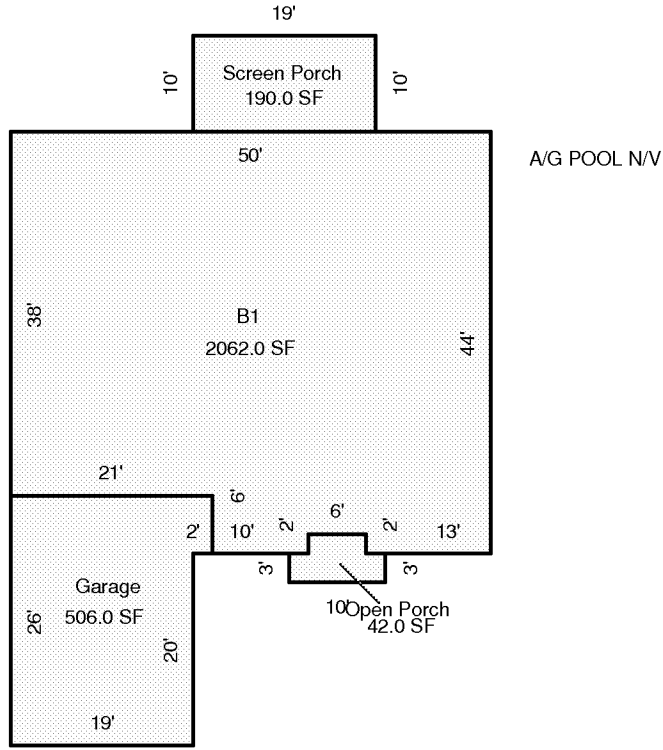 19'
10'
Screen Porch
190.0 SF
10'
50'
A/G POOL N/V
38'
B1
2062.0 SF
44'
21'
6'
2'
10'
2'
6'
2'
13'
3'
3'
Garage
506.0 SF
26'
20'
10'
Open Porch
42.0 SF
19'